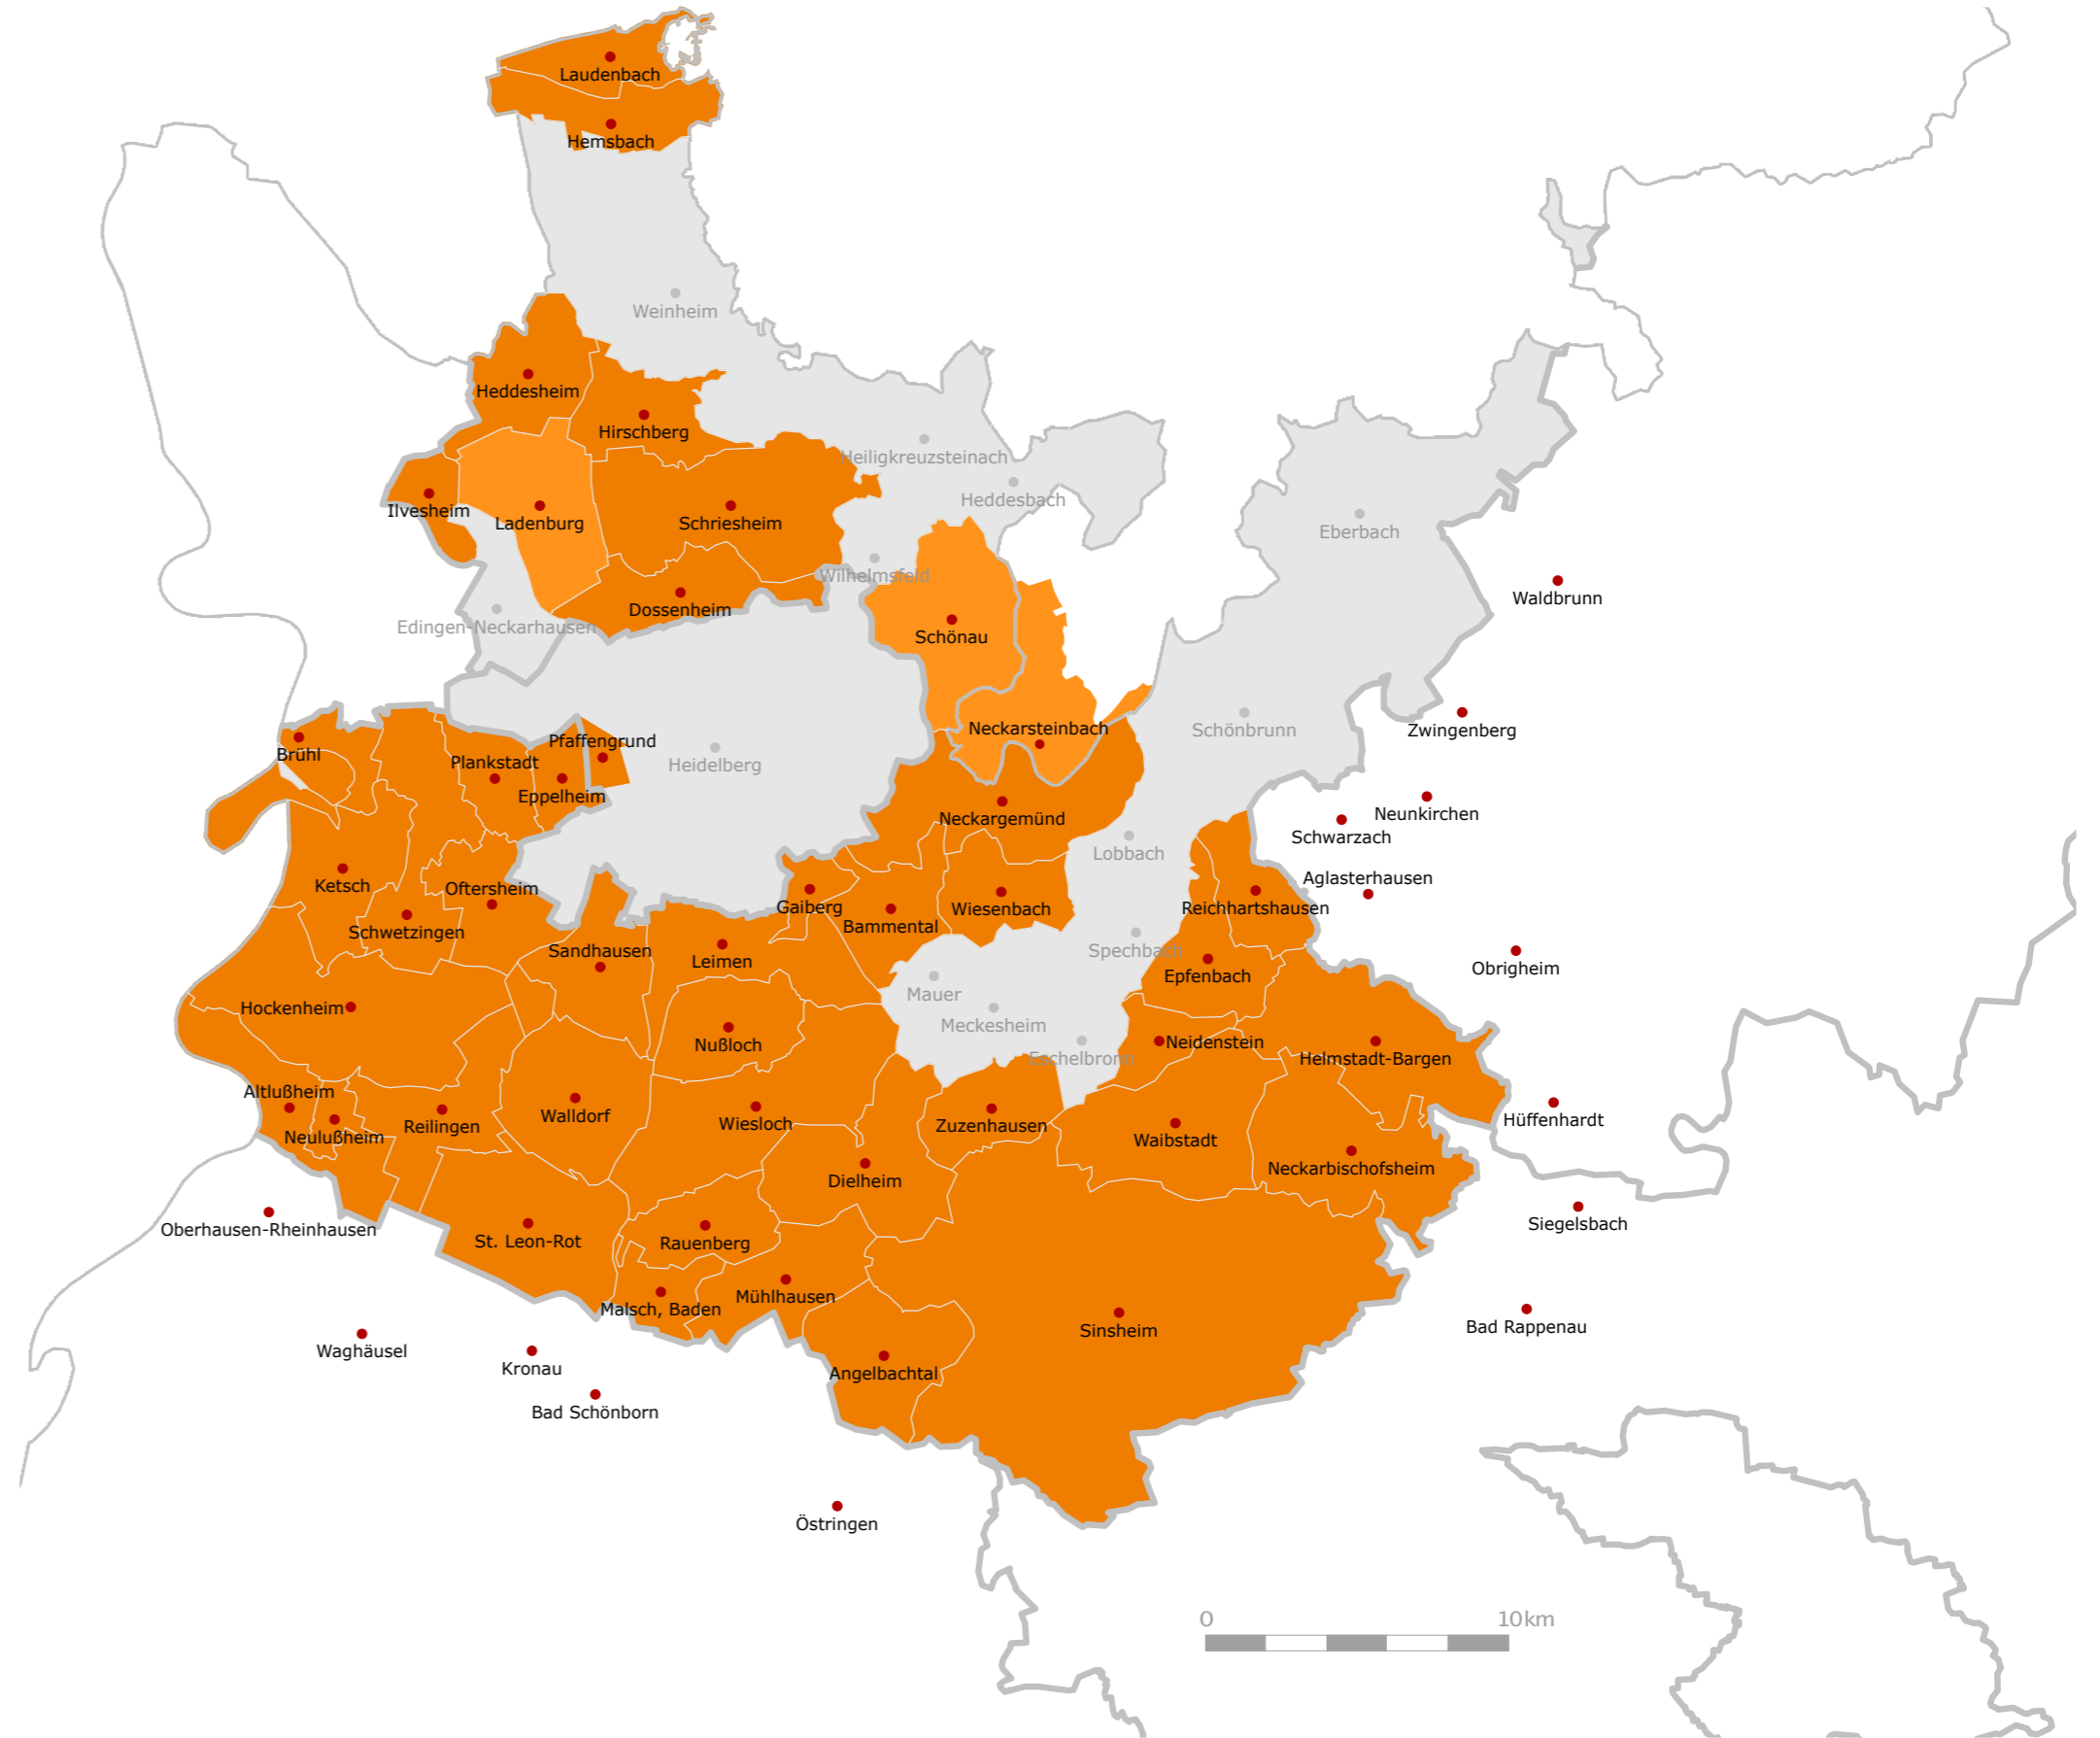 Laudenbach
Hemsbach
Weinheim
Heddesheim
Hirschberg
Heiligkreuzsteinach
Heddesbach
Ilvesheim
Ladenburg
Schriesheim
Eberbach
Wilhelmsfeld
Waldbrunn
Dossenheim
Edingen-Neckarhausen
Schönau
Neckarsteinbach
Schönbrunn
Zwingenberg
Brühl
Pfaffengrund
Plankstadt
Heidelberg
Eppelheim
Neckargemünd
Neunkirchen
Schwarzach
Lobbach
Aglasterhausen
Ketsch
Oftersheim
Gaiberg
Wiesenbach
Reichhartshausen
Bammental
Schwetzingen
Sandhausen
Leimen
Spechbach
Epfenbach
Obrigheim
Mauer
Hockenheim
Meckesheim
Nußloch
Neidenstein
Eschelbronn
Helmstadt-Bargen
Altlußheim
Walldorf
Hüffenhardt
Wiesloch
Reilingen
Zuzenhausen
Neulußheim
Waibstadt
Neckarbischofsheim
Dielheim
Siegelsbach
Oberhausen-Rheinhausen
St. Leon-Rot
Rauenberg
Mühlhausen
Malsch, Baden
Bad Rappenau
Sinsheim
Waghäusel
Kronau
Angelbachtal
Bad Schönborn
Östringen
0 10km